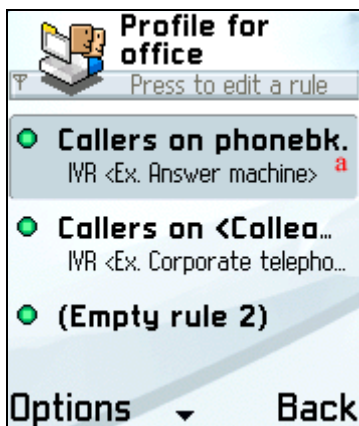 Profile for
office
Press to edit a rule
Callers on phonebk.
IVR <Ex. Answer machine> a
Callers on <Collea…
IVR <Ex. Corporate telepho…
(Empty rule 2)
Options Back